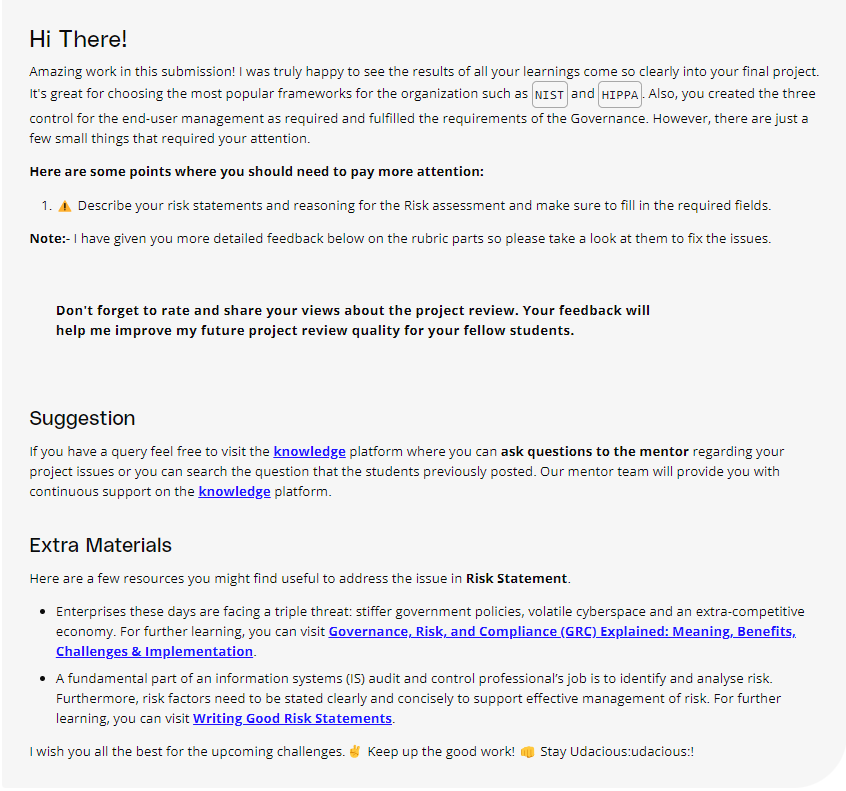 Hi There!
Amazing work in this submission! I was truly happy to see the results of all your learnings come so clearly into your final project.
It's great for choosing the most popular frameworks for the organization such as NIST and HIPPA. Also, you created the three
control for the end-user management as required and fulfilled the requirements of the Governance. However, there are just a
few small things that required your attention.
Here are some points where you should need to pay more attention:
1. ⚠️ Describe your risk statements and reasoning for the Risk assessment and make sure to fill in the required fields.
Note:- I have given you more detailed feedback below on the rubric parts so please take a look at them to fix the issues.
Don't forget to rate and share your views about the project review. Your feedback will
help me improve my future project review quality for your fellow students.
Suggestion
If you have a query feel free to visit the knowledge platform where you can ask questions to the mentor regarding your
project issues or you can search the question that the students previously posted. Our mentor team will provide you with
continuous support on the knowledge platform.
Extra Materials
Here are a few resources you might find useful to address the issue in Risk Statement.
• Enterprises these days are facing a triple threat: stiffer government policies, volatile cyberspace and an extra-competitive
economy. For further learning, you can visit Governance, Risk, and Compliance (GRC) Explained: Meaning, Benefits,
Challenges & Implementation.
• A fundamental part of an information systems (IS) audit and control professional's job is to identify and analyse risk.
Furthermore, risk factors need to be stated clearly and concisely to support effective management of risk. For further
learning, you can visit Writing Good Risk Statements.
I wish you all the best for the upcoming challenges. ✌️ Keep up the good work! 👊 Stay Udacious:udacious:!